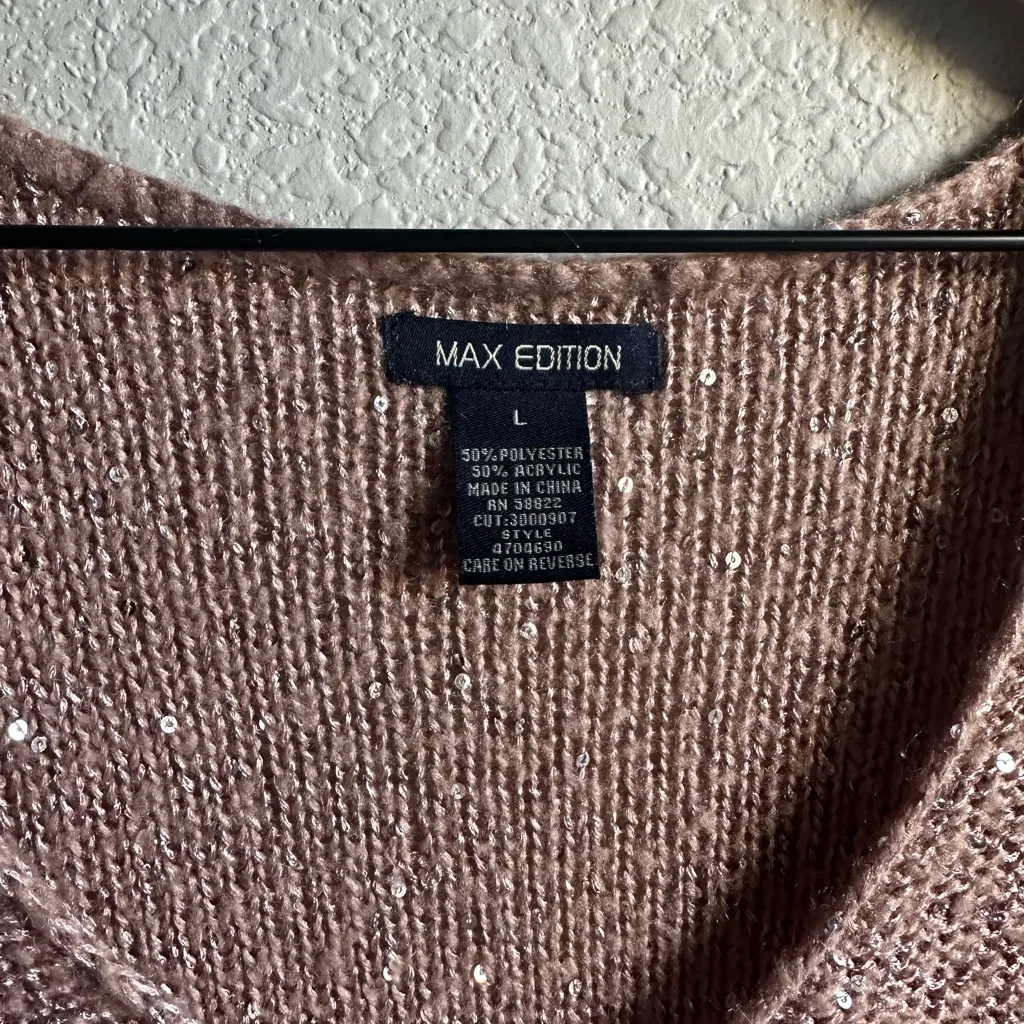 MAX EDITION
L
50% POLYESTER
50% ACRYLIC
MADE IN CHINA
RN 58822
CUT:3000907
STYLE
4704690
CARE ON REVERSE